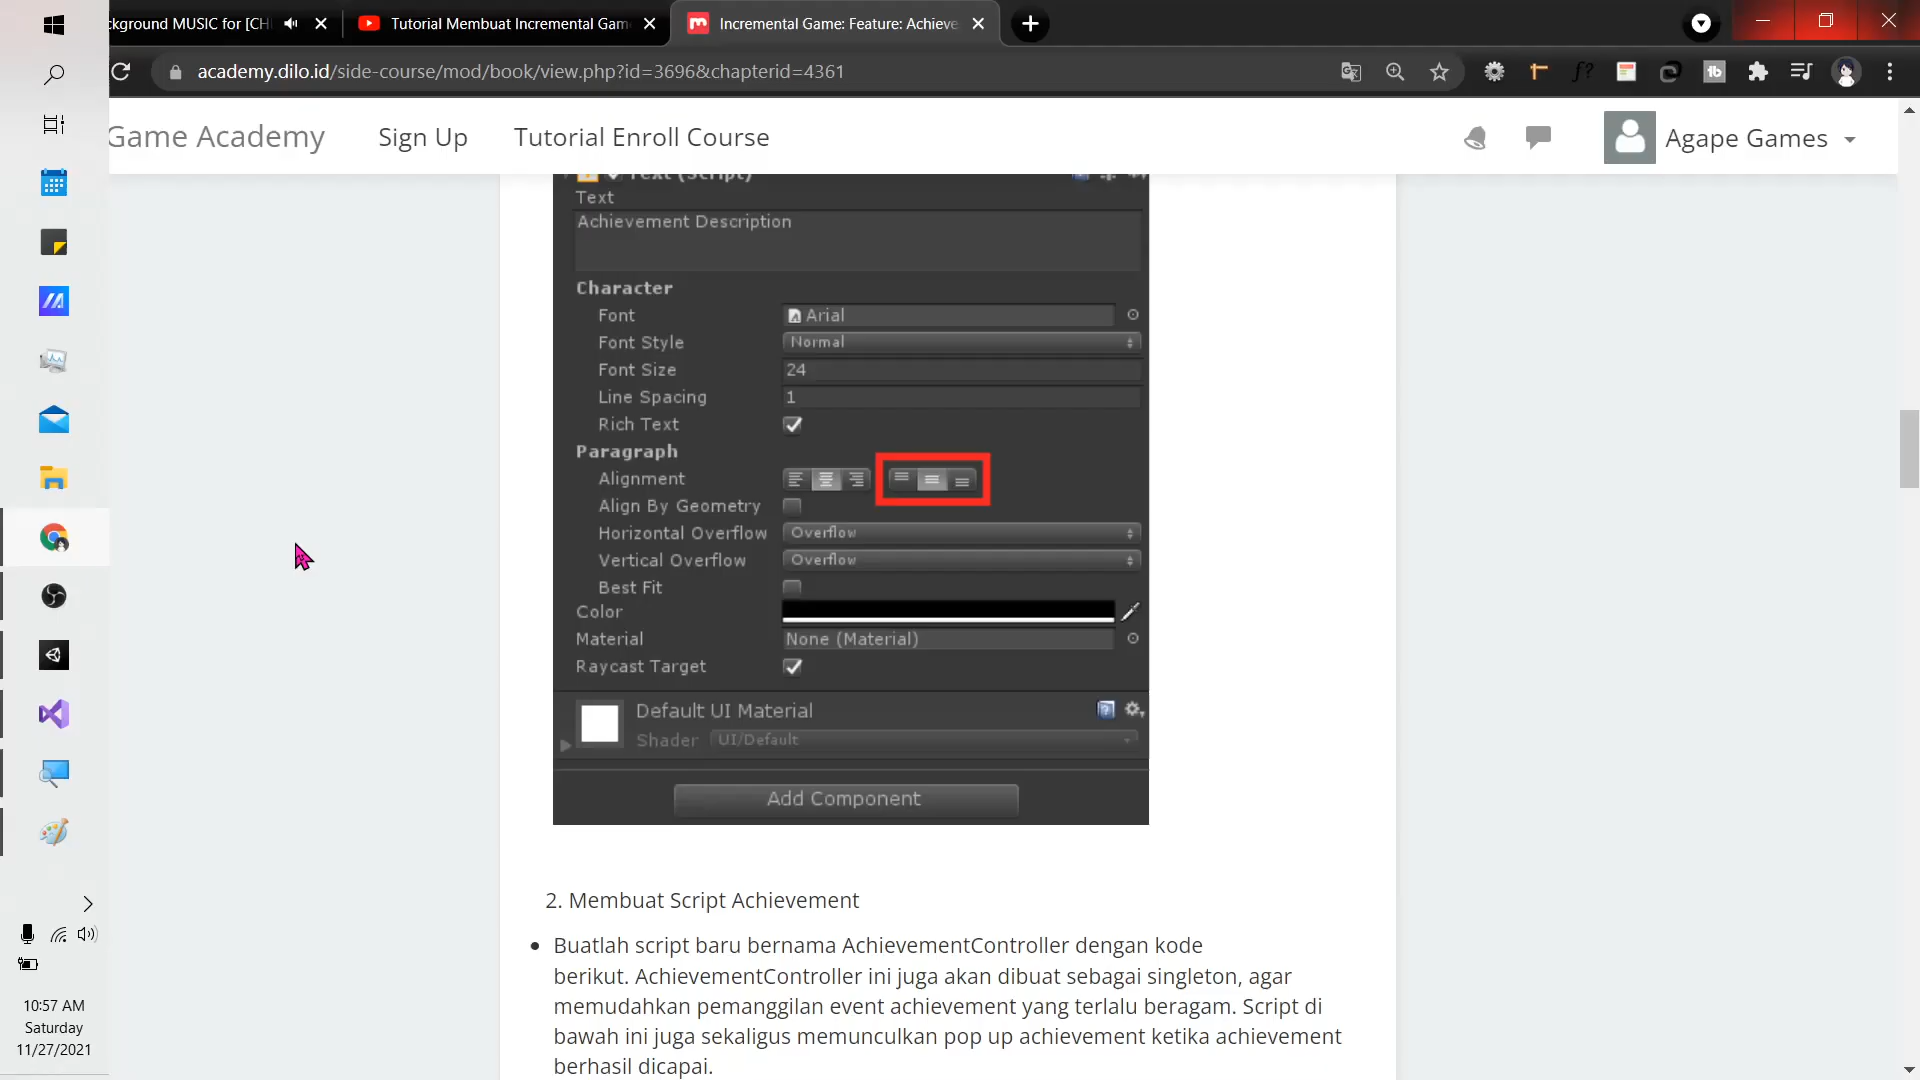 ckground MUSIC for [CH
Tutorial Membuat Incremental Gam
Incremental Game: Feature: Achieve
academy.dilo.id/side-course/mod/book/view.php?id=3696&chapterid=4361
Game Academy
Sign Up
Tutorial Enroll Course
Agape Games
Text (Script)
Text
Achievement Description
Character
Font
Arial
Font Style
Normal
Font Size
24
Line Spacing
1
Rich Text
Paragraph
Alignment
Align By Geometry
Horizontal Overflow
Overflow
Vertical Overflow
Overflow
Best Fit
Color
Material
None (Material)
Raycast Target
Default UI Material
Shader
UI/Default
Add Component
2. Membuat Script Achievement
• Buatlah script baru bernama AchievementController dengan kode
berikut. AchievementController ini juga akan dibuat sebagai singleton, agar
memudahkan pemanggilan event achievement yang terlalu beragam. Script di
bawah ini juga sekaligus memunculkan pop up achievement ketika achievement
berhasil dicapai.
10:57 AM
Saturday
11/27/2021